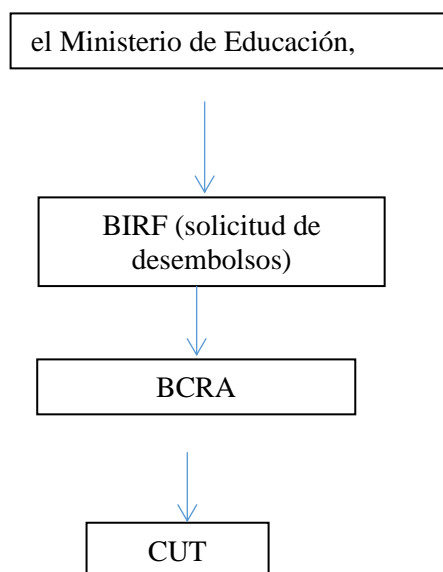 el Ministerio de Educación,
BIRF (solicitud de
desembolsos)
BCRA
CUT